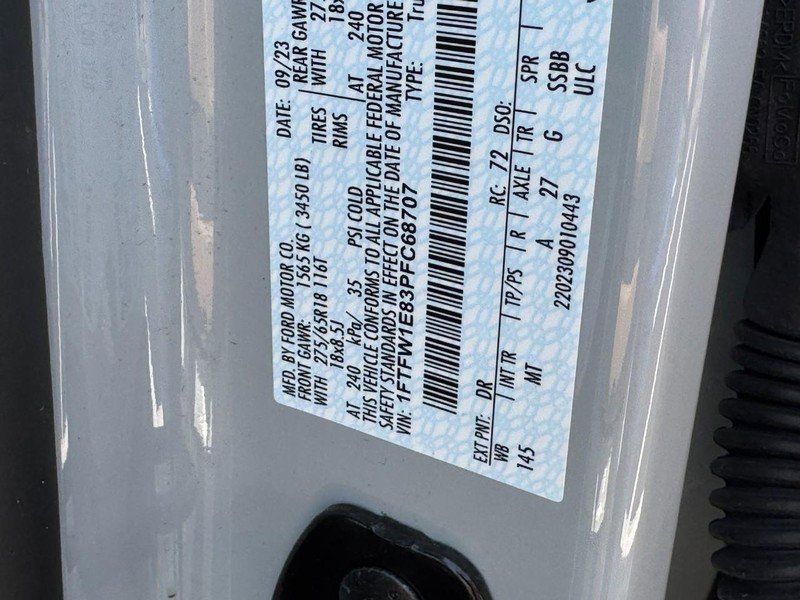 MFD. BY FORD MOTOR CO. DATE: 09/23
FRONT GAWR: 1565 KG ( 3450 LB) REAR GAWR
WITH 275/65R18 116T TIRES WITH 27
18x8.5J RIMS 18x
AT 240 kPa/ 35 PSI COLD AT 240
THIS VEHICLE CONFORMS TO ALL APPLICABLE FEDERAL MOTOR
SAFETY STANDARDS IN EFFECT ON THE DATE OF MANUFACTURE
VIN: 1FTFW1E83PFC68707 TYPE: Tru
EXT PNT: DR RC: 72 DSO:
WB | INT TR | TP/PS | R | AXLE | TR | SPR |
145 MT A 27 G SSBB
2202309010443 ULC